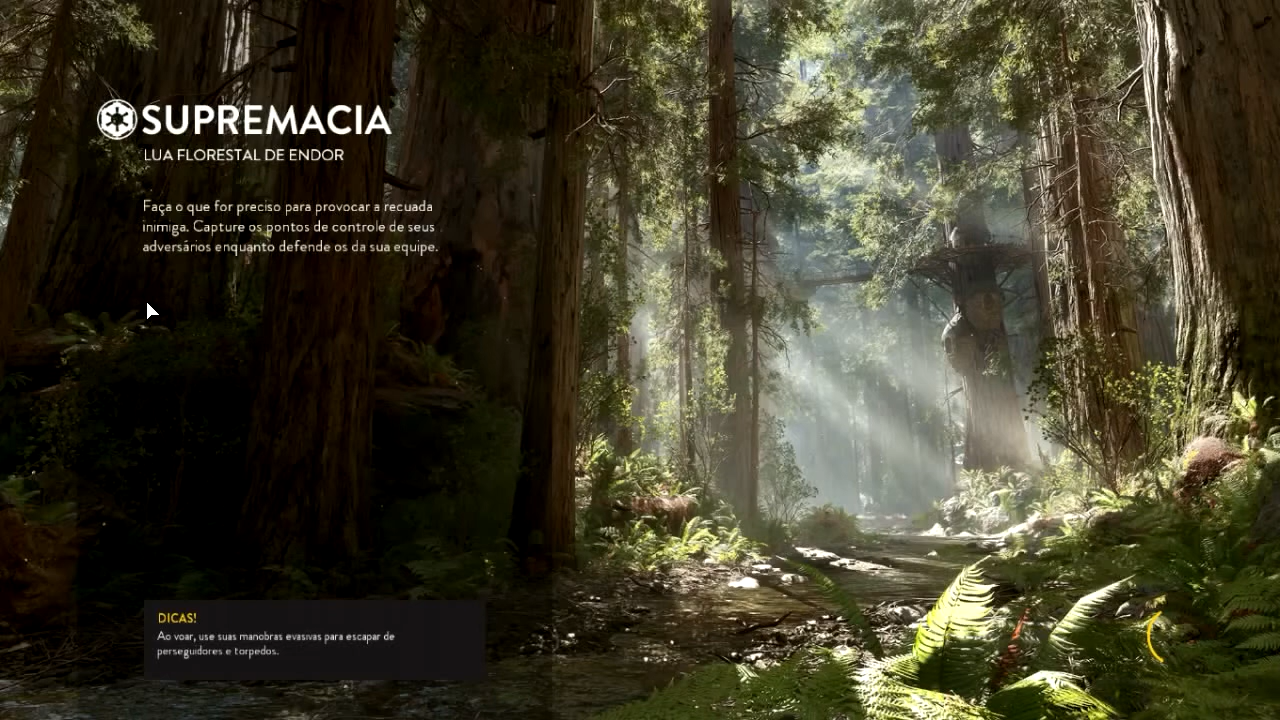 SUPREMACIA
LUA FLORESTAL DE ENDOR
Faça o que for preciso para provocar a recuada
inimiga. Capture os pontos de controle de seus
adversários enquanto defende os da sua equipe.
DICAS!
Ao voar, use suas manobras evasivas para escapar de
perseguidores e torpedos.